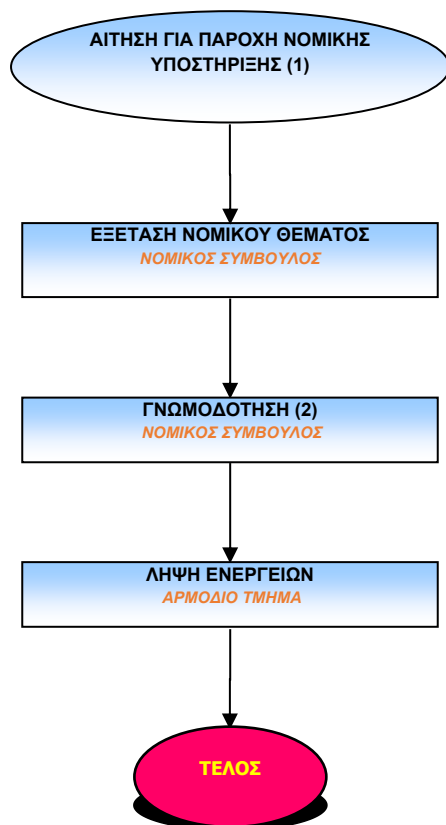 ΑΙΤΗΣΗ ΓΙΑ ΠΑΡΟΧΗ ΝΟΜΙΚΗΣ
ΥΠΟΣΤΗΡΙΞΗΣ (1)
ΕΞΕΤΑΣΗ ΝΟΜΙΚΟΥ ΘΕΜΑΤΟΣ
ΝΟΜΙΚΟΣ ΣΥΜΒΟΥΛΟΣ
ΓΝΩΜΟΔΟΤΗΣΗ (2)
ΝΟΜΙΚΟΣ ΣΥΜΒΟΥΛΟΣ
ΛΗΨΗ ΕΝΕΡΓΕΙΩΝ
ΑΡΜΟΔΙΟ ΤΜΗΜΑ
ΤΕΛΟΣ